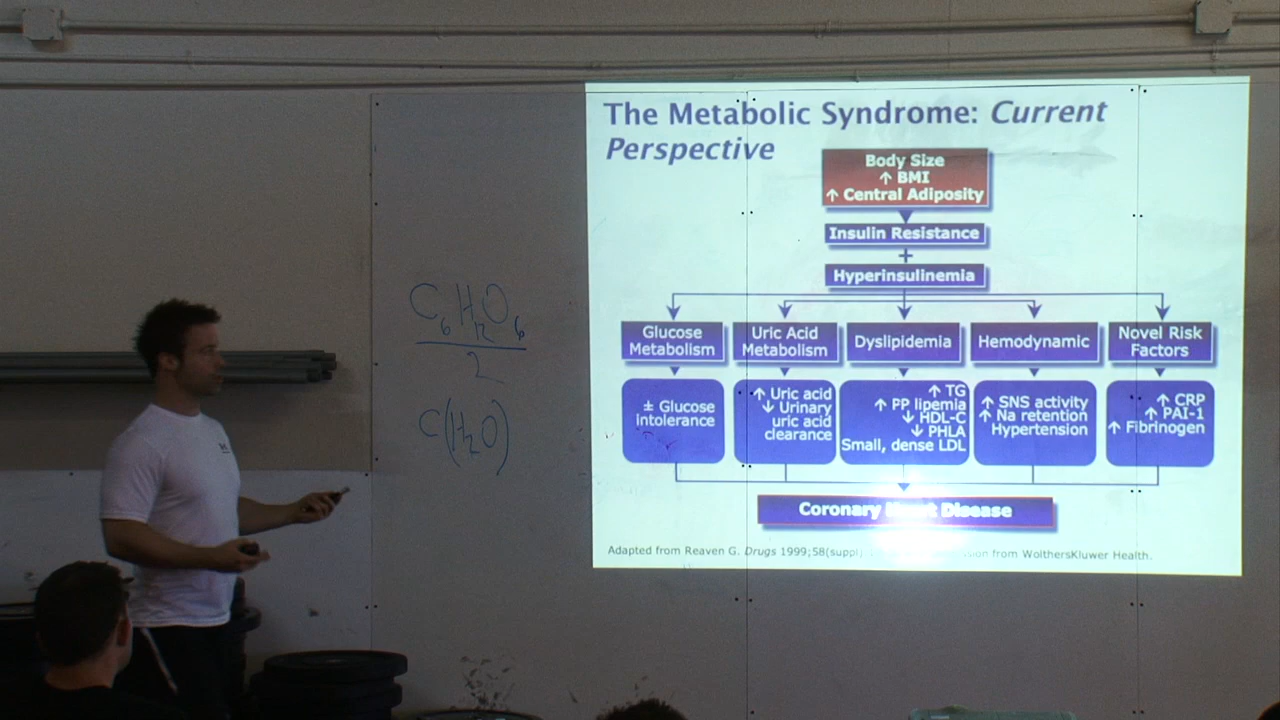 The Metabolic Syndrome: Current
Perspective
Body Size
↑ BMI
↑ Central Adiposity
Insulin Resistance
+
Hyperinsulinemia
Glucose
Metabolism
Uric Acid
Metabolism
Dyslipidemia
Hemodynamic
Novel Risk
Factors
± Glucose
intolerance
↑ Uric acid
↓ Urinary
uric acid
clearance
↑ TG
↑ PP lipemia
↓ HDL-C
↓ PHLA
Small, dense LDL
↑ SNS activity
↑ Na retention
Hypertension
↑ CRP
↑ PAI-1
↑ Fibrinogen
Coronary Heart Disease
Adapted from Reaven G. Drugs 1999;58(suppl) from WolthersKluwer Health.
C6H12O6
2
C(H2O)